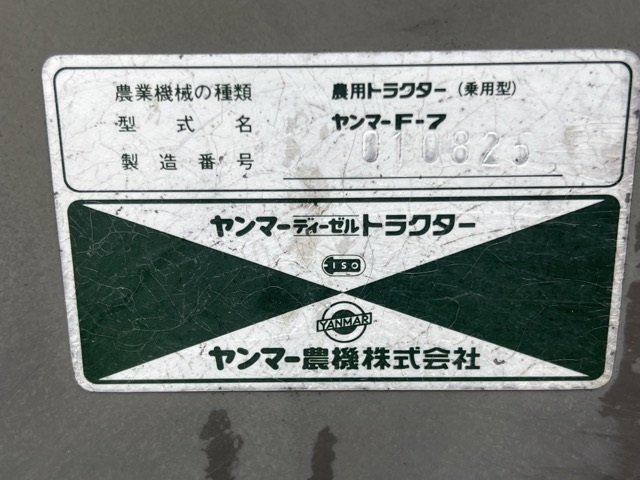 農業機械の種類 農用トラクター（乗用型）
型式名 ヤンマーF-7
製造番号 010825
ヤンマーディーゼルトラクター
ISO
YANMAR
ヤンマー農機株式会社